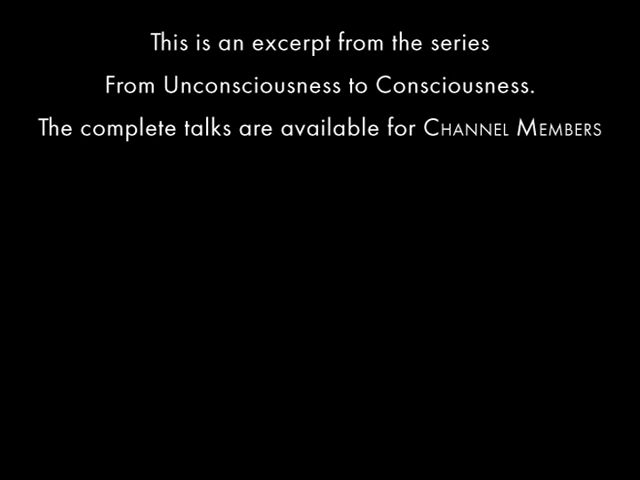 This is an excerpt from the series
From Unconsciousness to Consciousness.
The complete talks are available for Channel Members